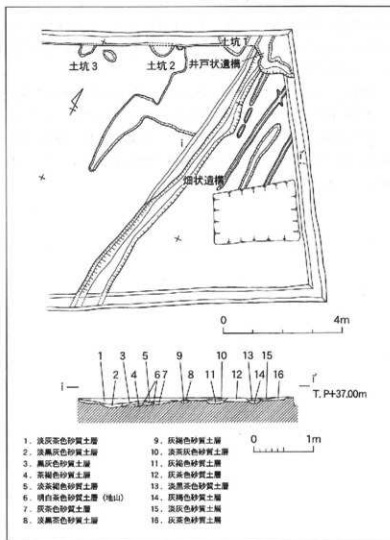 土坑3
土坑2
土坑1
井戸状遺構
i
畑状遺構
0 4m
1 3 5 9 10 13 15
2 4 67 8 11 12 14 16
i i'
T. P+37.00m
1. 淡灰茶色砂質土層
2. 淡黒灰色砂質土層
3. 黒灰色砂質土層
4. 茶褐色砂質土層
5. 淡茶褐色砂質土層
6. 明白茶色砂質土層（地山）
7. 灰茶色砂質土層
8. 淡黒茶色砂質土層
9. 灰褐色砂質土層
10. 淡茶灰色砂質土層
11. 灰褐色砂質土層
12. 灰茶色砂質土層
13. 淡黒茶色砂質土層
14. 灰褐色砂質土層
15. 淡灰色砂質土層
16. 灰茶色砂質土層
0 1m